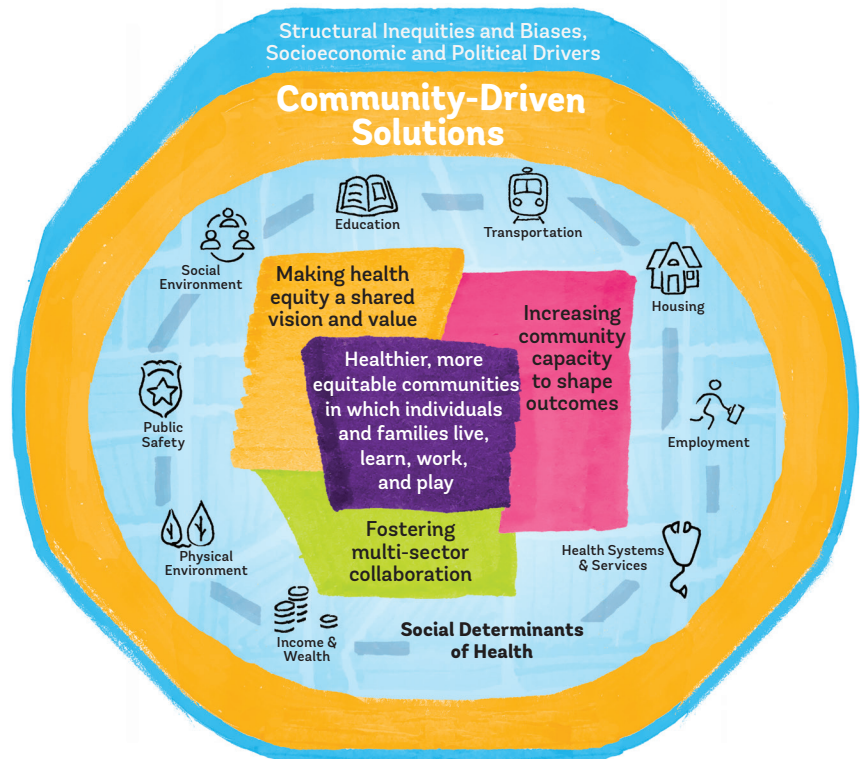 Structural Inequities and Biases,
Socioeconomic and Political Drivers
Community-Driven
Solutions
Education
Transportation
Social
Environment
Housing
Making health
equity a shared
vision and value
Increasing
community
capacity
to shape
outcomes
Healthier, more
equitable communities
in which individuals
and families live,
learn, work,
and play
Public
Safety
Employment
Fostering
multi-sector
collaboration
Physical
Environment
Health Systems
& Services
Income &
Wealth
Social Determinants
of Health